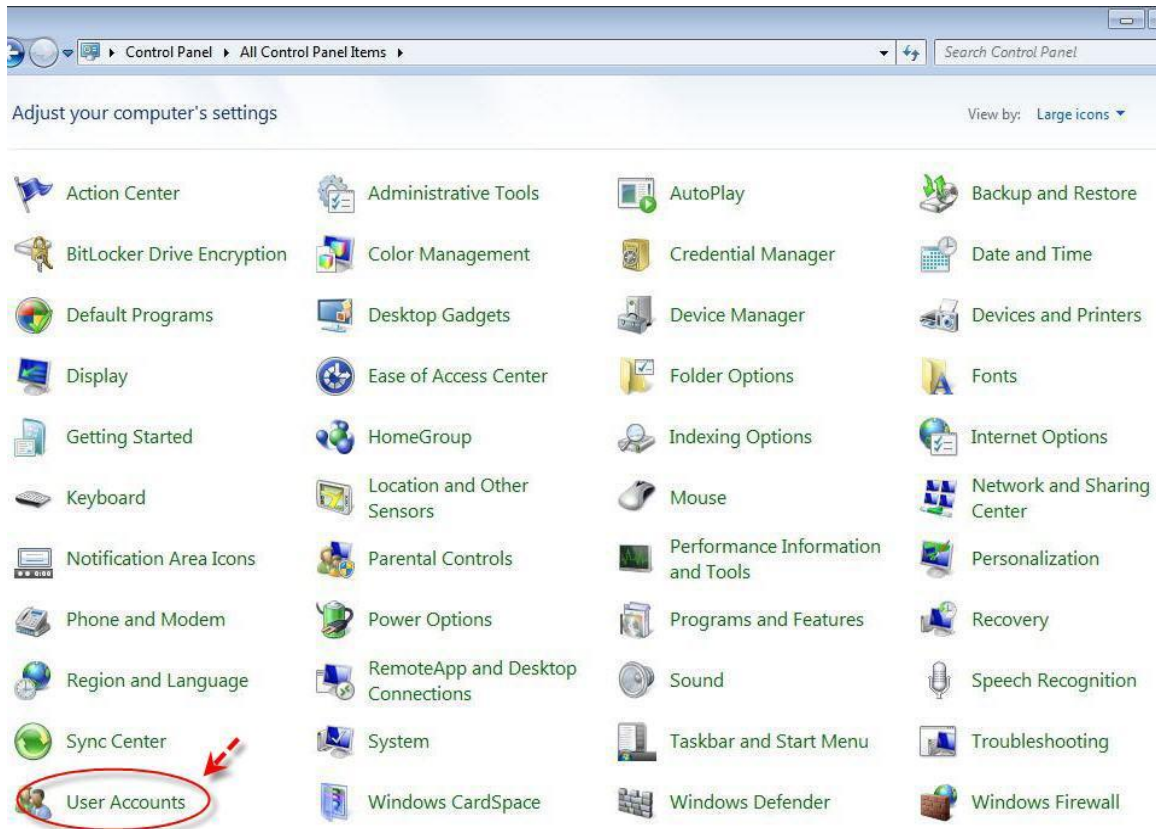 Control Panel All Control Panel Items Search Control Panel
Adjust your computer's settings View by: Large icons
Action Center Administrative Tools AutoPlay Backup and Restore
BitLocker Drive Encryption Color Management Credential Manager Date and Time
Default Programs Desktop Gadgets Device Manager Devices and Printers
Display Ease of Access Center Folder Options Fonts
Getting Started HomeGroup Indexing Options Internet Options
Keyboard Location and Other Sensors Mouse Network and Sharing Center
Notification Area Icons Parental Controls Performance Information and Tools Personalization
Phone and Modem Power Options Programs and Features Recovery
Region and Language RemoteApp and Desktop Connections Sound Speech Recognition
Sync Center System Taskbar and Start Menu Troubleshooting
User Accounts Windows CardSpace Windows Defender Windows Firewall